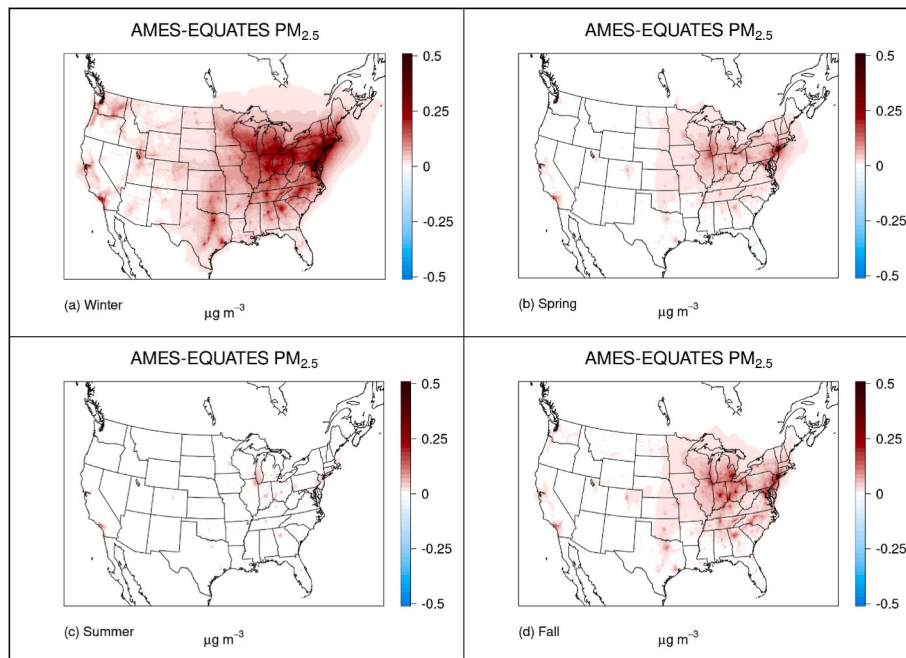 AMES-EQUATES PM2.5
0.5
0.25
0
-0.25
-0.5
(a) Winter
µg m−3
AMES-EQUATES PM2.5
0.5
0.25
0
-0.25
-0.5
(b) Spring
µg m−3
AMES-EQUATES PM2.5
0.5
0.25
0
-0.25
-0.5
(c) Summer
µg m−3
AMES-EQUATES PM2.5
0.5
0.25
0
-0.25
-0.5
(d) Fall
µg m−3